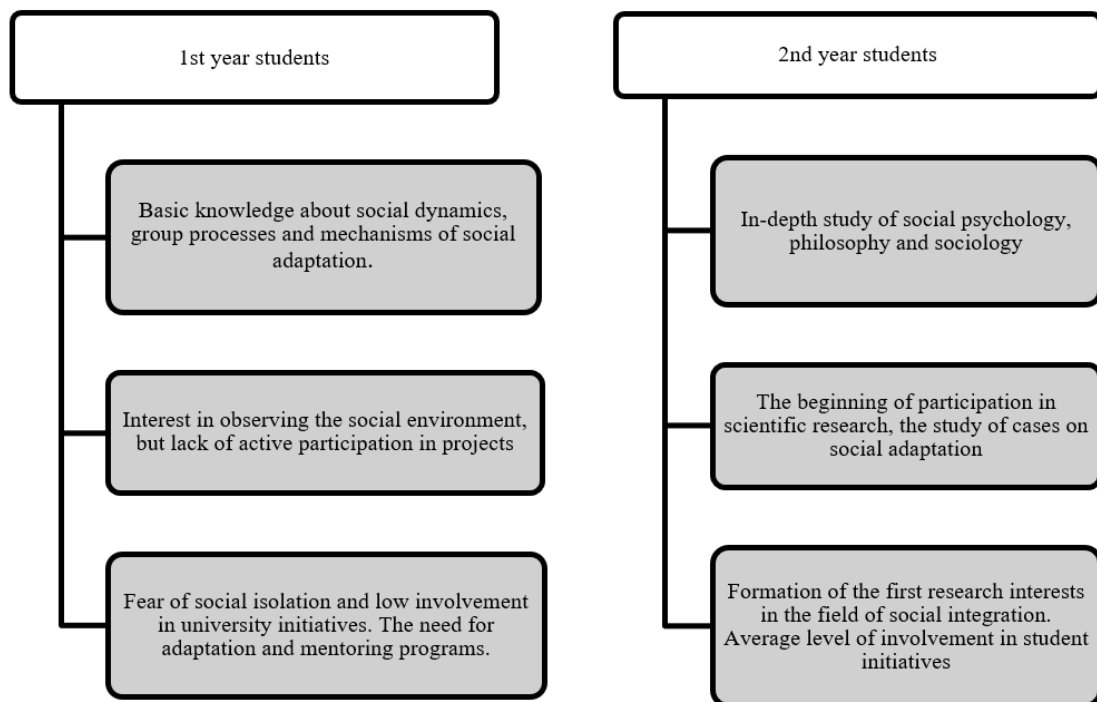 1st year students
Basic knowledge about social dynamics,
group processes and mechanisms of social
adaptation.
Interest in observing the social environment,
but lack of active participation in projects
Fear of social isolation and low involvement
in university initiatives. The need for
adaptation and mentoring programs.
2nd year students
In-depth study of social psychology,
philosophy and sociology
The beginning of participation in
scientific research, the study of cases on
social adaptation
Formation of the first research interests
in the field of social integration.
Average level of involvement in student
initiatives